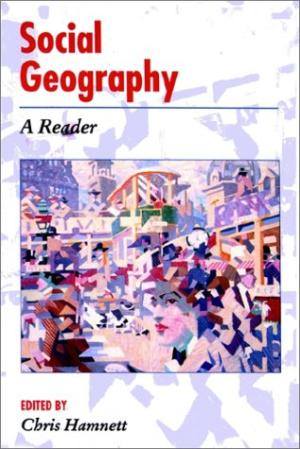 Social
Geography
A Reader
EDITED BY
Chris Hamnett